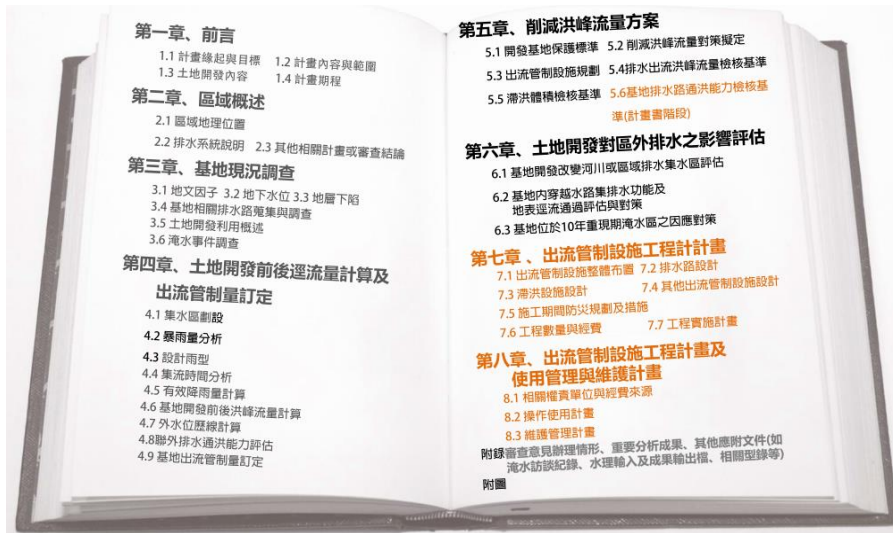 第一章、前言
1.1 計畫緣起與目標 1.2 計畫內容與範圍
1.3 土地開發內容 1.4 計畫期程
第二章、區域概述
2.1 區域地理位置
2.2 排水系統說明 2.3 其他相關計畫或審查結論
第三章、基地現況調查
3.1 地文因子 3.2 地下水位 3.3 地層下陷
3.4 基地相關排水路蒐集與調查
3.5 土地開發利用概述
3.6 淹水事件調查
第四章、土地開發前後逕流量計算及
出流管制量訂定
4.1 集水區劃設
4.2 暴雨量分析
4.3 設計雨型
4.4 集流時間分析
4.5 有效降雨量計算
4.6 基地開發前後洪峰流量計算
4.7 外水位歷線計算
4.8聯外排水通洪能力評估
4.9 基地出流管制量訂定
第五章、削減洪峰流量方案
5.1 開發基地保護標準 5.2 削減洪峰流量對策擬定
5.3 出流管制設施規劃 5.4排水出流洪峰流量檢核基準
5.5 滯洪體積檢核基準 5.6基地排水路通洪能力檢核基
準(計畫書階段)
第六章、土地開發對區外排水之影響評估
6.1 基地開發改變河川或區域排水集水區評估
6.2 基地內穿越水路集排水功能及
地表逕流通過評估與對策
6.3 基地位於10年重現期淹水區之因應對策
第七章 、出流管制設施工程計計畫
7.1 出流管制設施整體布置 7.2 排水路設計
7.3 滯洪設施設計 7.4 其他出流管制設施設計
7.5 施工期間防災規劃及措施
7.6 工程數量與經費 7.7 工程實施計畫
第八章、出流管制設施工程計畫及
使用管理與維護計畫
8.1 相關權責單位與經費來源
8.2 操作使用計畫
8.3 維護管理計畫
附錄審查意見辦理情形、重要分析成果、其他應附文件(如
淹水訪談紀錄、水理輸入及成果輸出檔、相關型錄等)
附圖